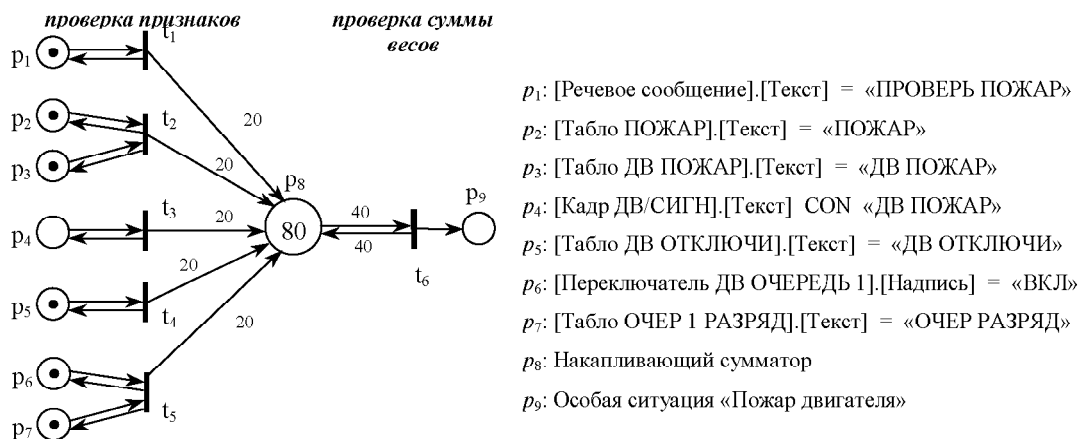 проверка признаков
проверка суммы
весов
p1
t1
p2
t2
20
20
p3
p8
p9
t3
20
40
80
p4
40
20
t6
p5
t4
20
p6
t5
p7
p1: [Речевое сообщение].[Текст] = «ПРОВЕРЬ ПОЖАР»
p2: [Табло ПОЖАР].[Текст] = «ПОЖАР»
p3: [Табло ДВ ПОЖАР].[Текст] = «ДВ ПОЖАР»
p4: [Кадр ДВ/СИГН].[Текст] CON «ДВ ПОЖАР»
p5: [Табло ДВ ОТКЛЮЧИ].[Текст] = «ДВ ОТКЛЮЧИ»
p6: [Переключатель ДВ ОЧЕРЕДЬ 1].[Надпись] = «ВКЛ»
p7: [Табло ОЧЕР 1 РАЗРЯД].[Текст] = «ОЧЕР РАЗРЯД»
p8: Накапливающий сумматор
p9: Особая ситуация «Пожар двигателя»